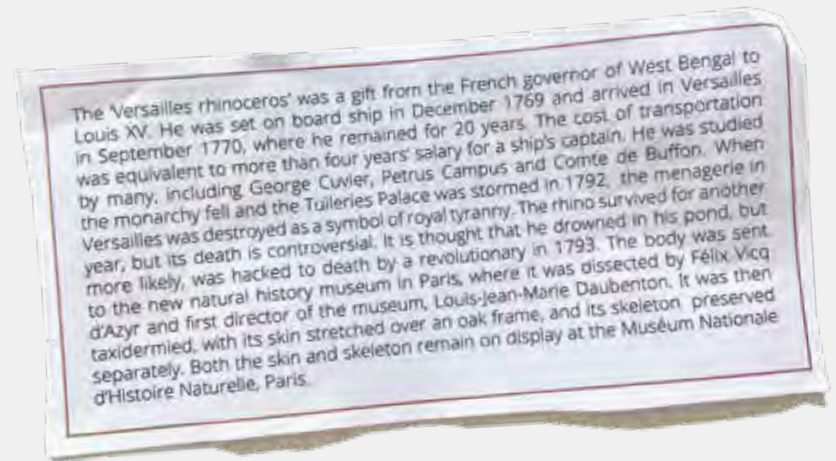 The 'Versailles rhinoceros' was a gift from the French governor of West Bengal to
Louis XV. He was set on board ship in December 1769 and arrived in Versailles
in September 1770, where he remained for 20 years. The cost of transportation
was equivalent to more than four years' salary for a ship's captain. He was studied
by many, including George Cuvier, Petrus Campus and Comte de Buffon. When
the monarchy fell and the Tuileries Palace was stormed in 1792, the menagerie in
Versailles was destroyed as a symbol of royal tyranny. The rhino survived for another
year, but its death is controversial. It is thought that he drowned in his pond, but
more likely, was hacked to death by a revolutionary in 1793. The body was sent
to the new natural history museum in Paris, where it was dissected by Félix Vicq
d'Azyr and first director of the museum, Louis-Jean-Marie Daubenton. It was then
taxidermied, with its skin stretched over an oak frame, and its skeleton preserved
separately. Both the skin and skeleton remain on display at the Muséum Nationale
d'Histoire Naturelle, Paris.